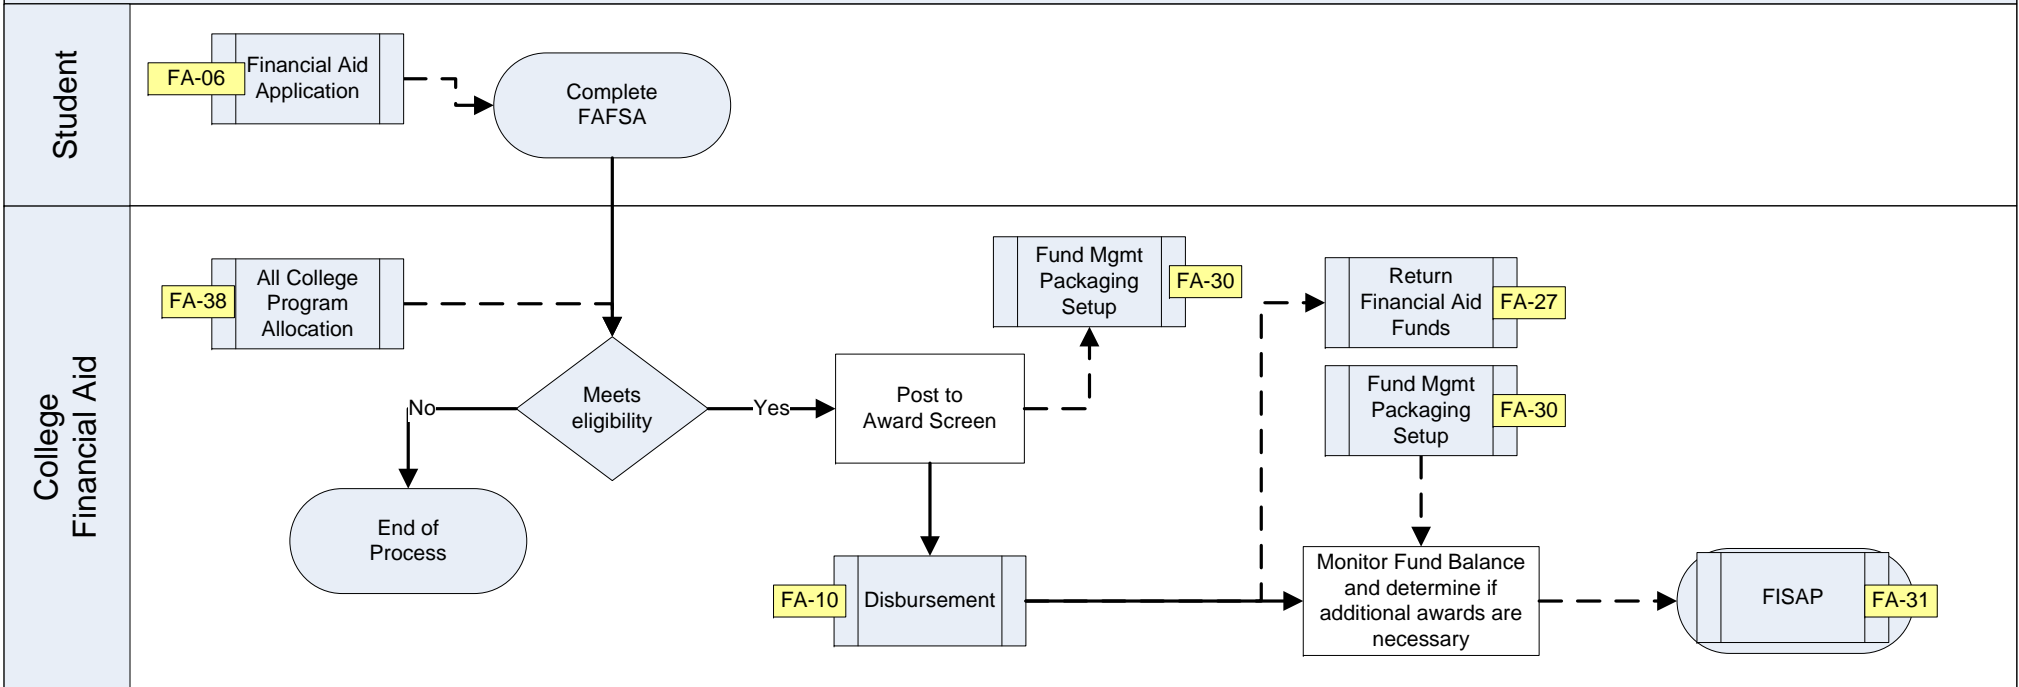 Student
FA-06
Financial Aid
Application
Complete
FAFSA
College
Financial Aid
FA-38
All College
Program
Allocation
Fund Mgmt
Packaging
Setup
FA-30
Return
Financial Aid
Funds
FA-27
No
Meets
eligibility
Yes
Post to
Award Screen
Fund Mgmt
Packaging
Setup
FA-30
End of
Process
FA-10
Disbursement
Monitor Fund Balance
and determine if
additional awards are
necessary
FISAP
FA-31